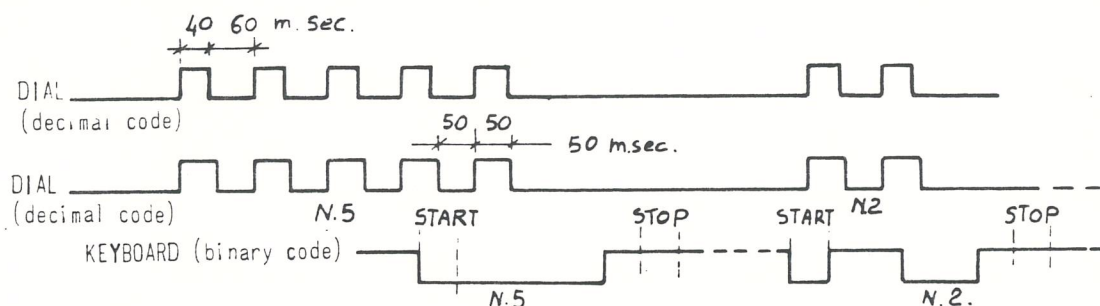 40 60 m. sec.
DIAL
(decimal code)
50 50
50 m.sec.
DIAL
(decimal code)
N.5
N2
START
STOP
START
STOP
KEYBOARD (binary code)
N.5
N.2.